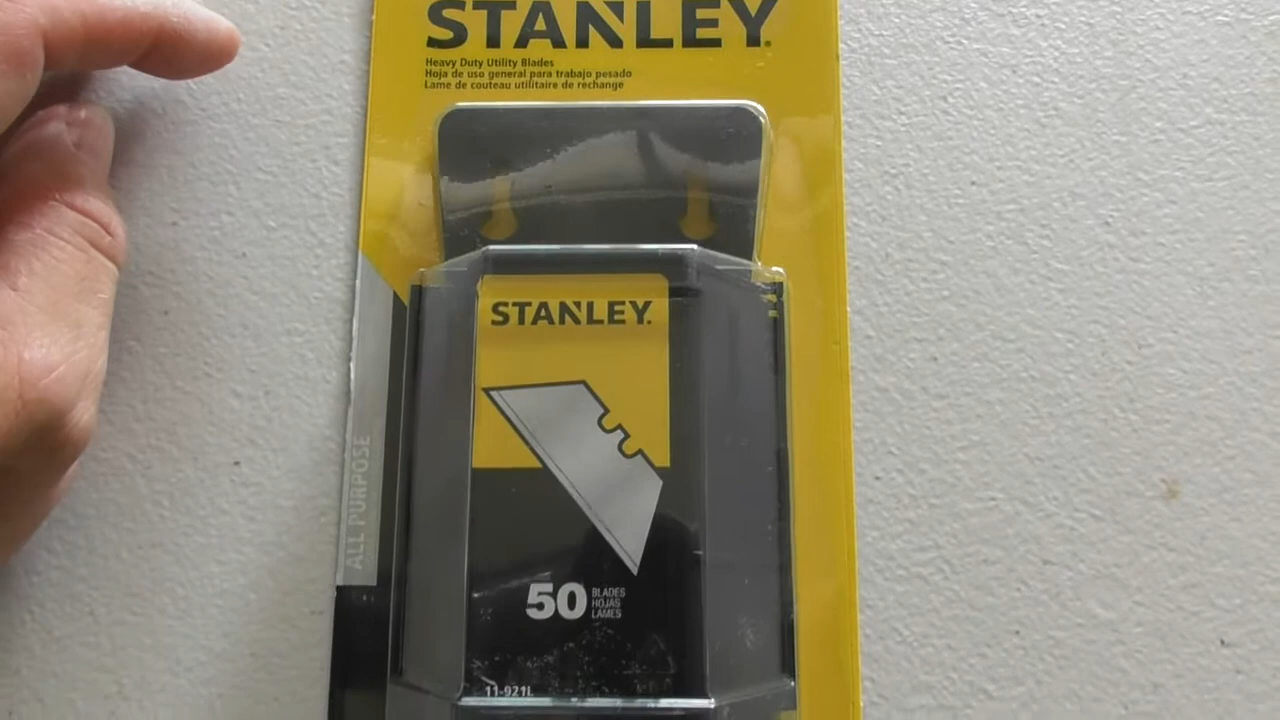 STANLEY
Heavy Duty Utility Blades
Hoja de uso general para trabajo pesado
Lame de couteau utilitaire de rechange
STANLEY.
ALL PURPOSE
50 BLADES
HOJAS
LAMES
11-921L